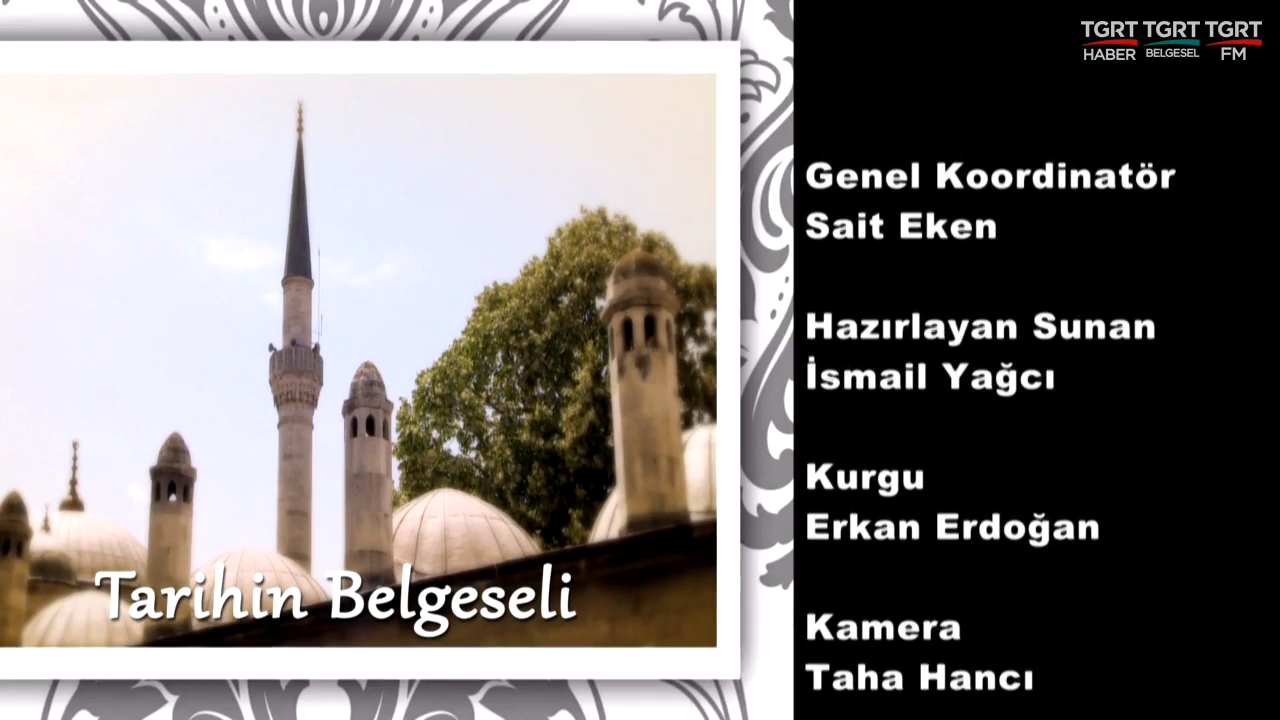 TGRT TGRT TGRT
HABER BELGESEL FM
Genel Koordinatör
Sait Eken
Hazırlayan Sunan
İsmail Yağcı
Kurgu
Erkan Erdoğan
Kamera
Taha Hancı
Tarihin Belgeseli